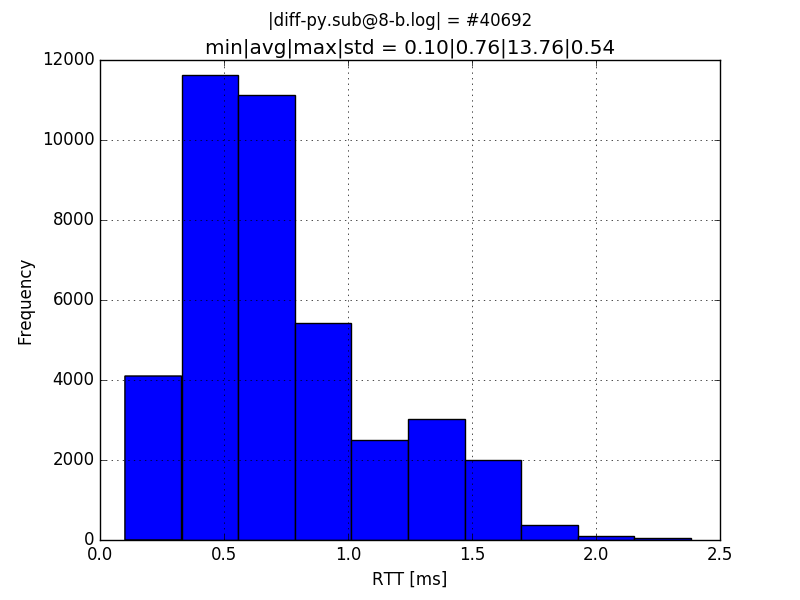 |diff-py.sub@8-b.log| = #40692
min|avg|max|std = 0.10|0.76|13.76|0.54
12000
10000
8000
6000
4000
2000
0
Frequency
0.0 0.5 1.0 1.5 2.0 2.5
RTT [ms]